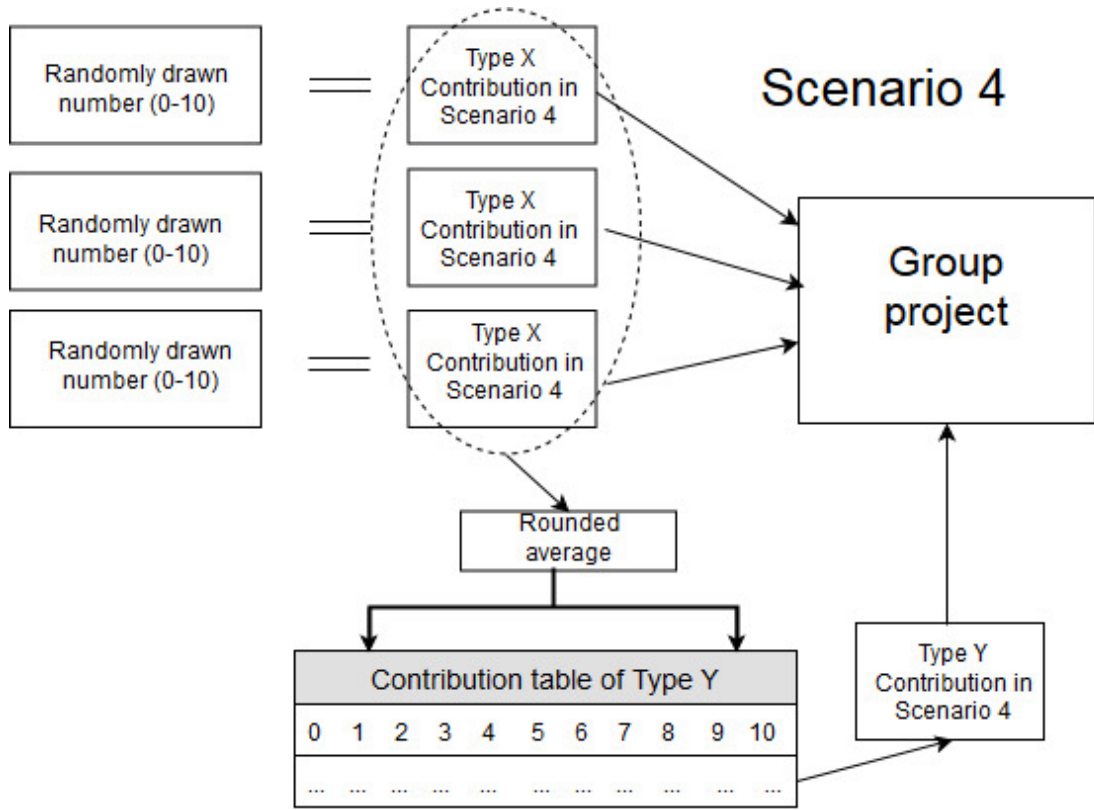 Scenario 4
Randomly drawn
number (0-10)
Type X
Contribution in
Scenario 4
Randomly drawn
number (0-10)
Type X
Contribution in
Scenario 4
Randomly drawn
number (0-10)
Type X
Contribution in
Scenario 4
Group
project
Rounded
average
Contribution table of Type Y
0 1 2 3 4 5 6 7 8 9 10
... ... ... ... ... ... ... ... ... ... ...
Type Y
Contribution in
Scenario 4